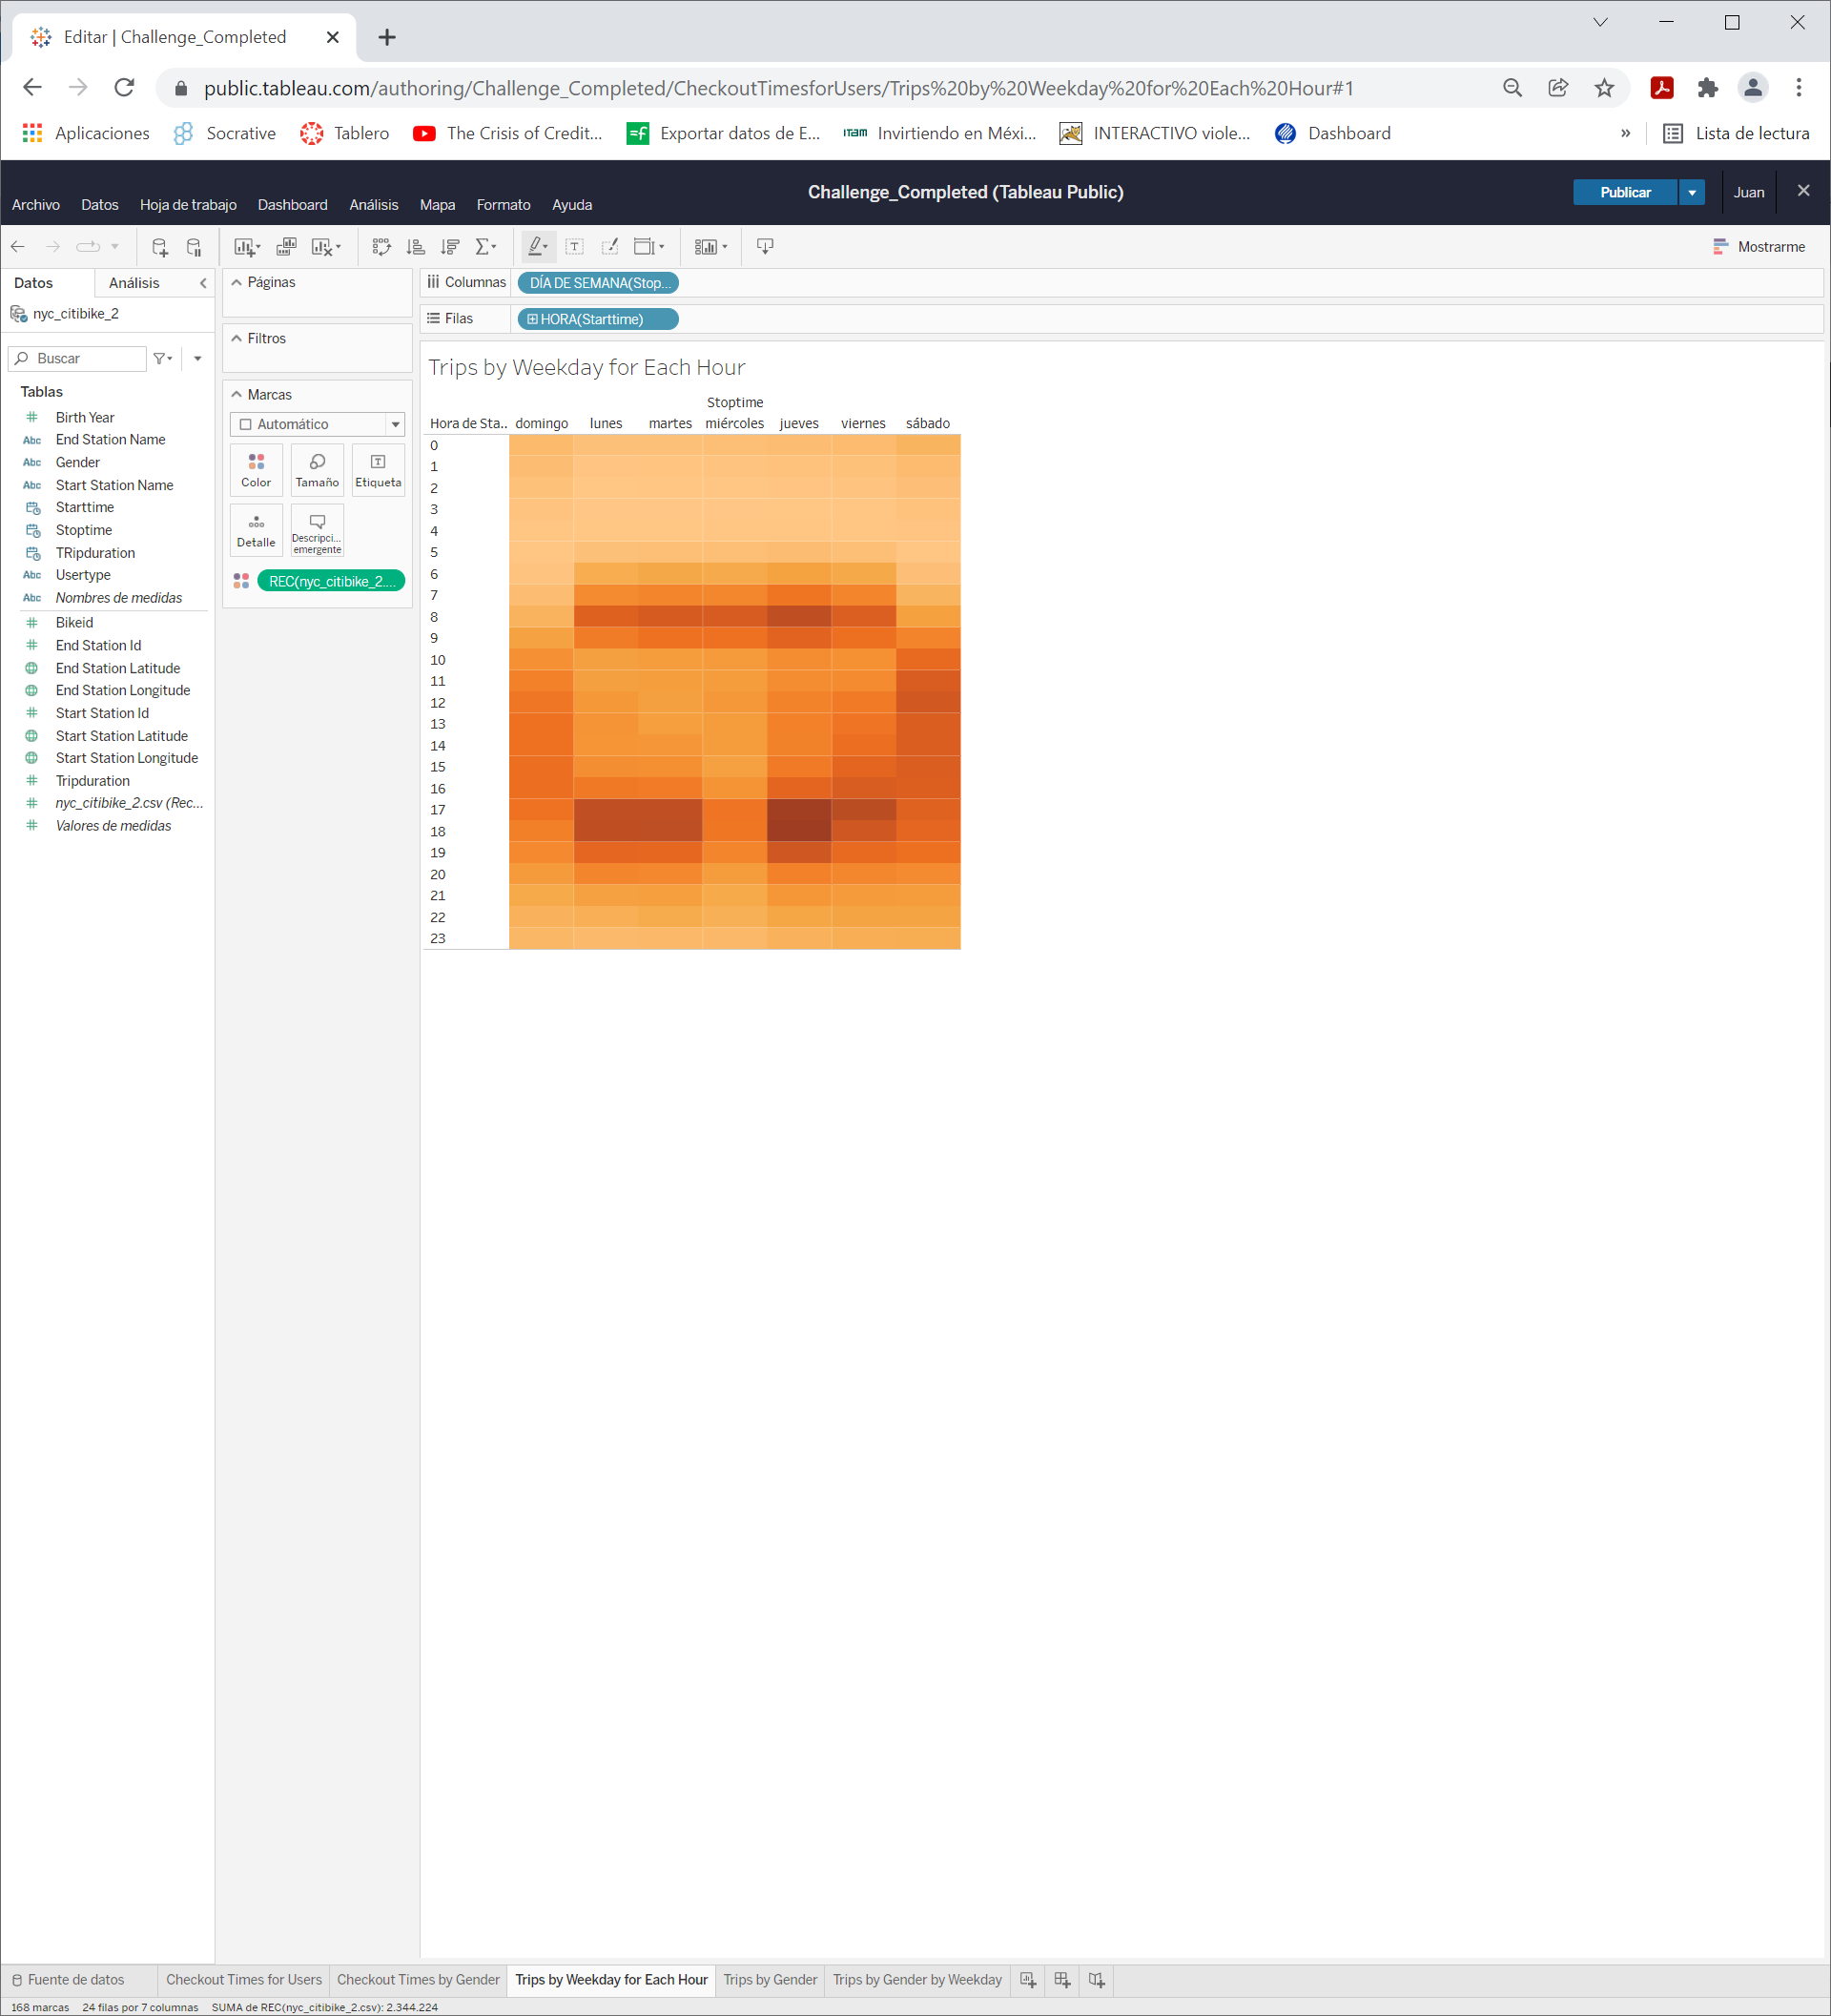 Editar | Challenge_Completed
public.tableau.com/authoring/Challenge_Completed/CheckoutTimesforUsers/Trips%20by%20Weekday%20for%20Each%20Hour#1
Aplicaciones Socrative Tablero The Crisis of Credit... Exportar datos de E... ITAM Invirtiendo en Méxi... INTERACTIVO viole... Dashboard » Lista de lectura
Challenge_Completed (Tableau Public)
Publicar Juan
Archivo Datos Hoja de trabajo Dashboard Análisis Mapa Formato Ayuda
Mostrarme
Datos Análisis
nyc_citibike_2
Buscar
Tablas
Birth Year
Abc End Station Name
Abc Gender
Abc Start Station Name
Starttime
Stoptime
TRipduration
Abc Usertype
Abc Nombres de medidas
Bikeid
End Station Id
End Station Latitude
End Station Longitude
Start Station Id
Start Station Latitude
Start Station Longitude
Tripduration
nyc_citibike_2.csv (Rec...
Valores de medidas
Páginas
Filtros
Marcas
Automático
Color Tamaño Etiqueta
Detalle Descripci... emergente
REC(nyc_citibike_2....
Columnas DÍA DE SEMANA(Stop...
Filas HORA(Starttime)
Trips by Weekday for Each Hour
Stoptime
Hora de Sta.. domingo lunes martes miércoles jueves viernes sábado
0
1
2
3
4
5
6
7
8
9
10
11
12
13
14
15
16
17
18
19
20
21
22
23
Fuente de datos Checkout Times for Users Checkout Times by Gender Trips by Weekday for Each Hour Trips by Gender Trips by Gender by Weekday
168 marcas 24 filas por 7 columnas SUMA de REC(nyc_citibike_2.csv): 2.344.224